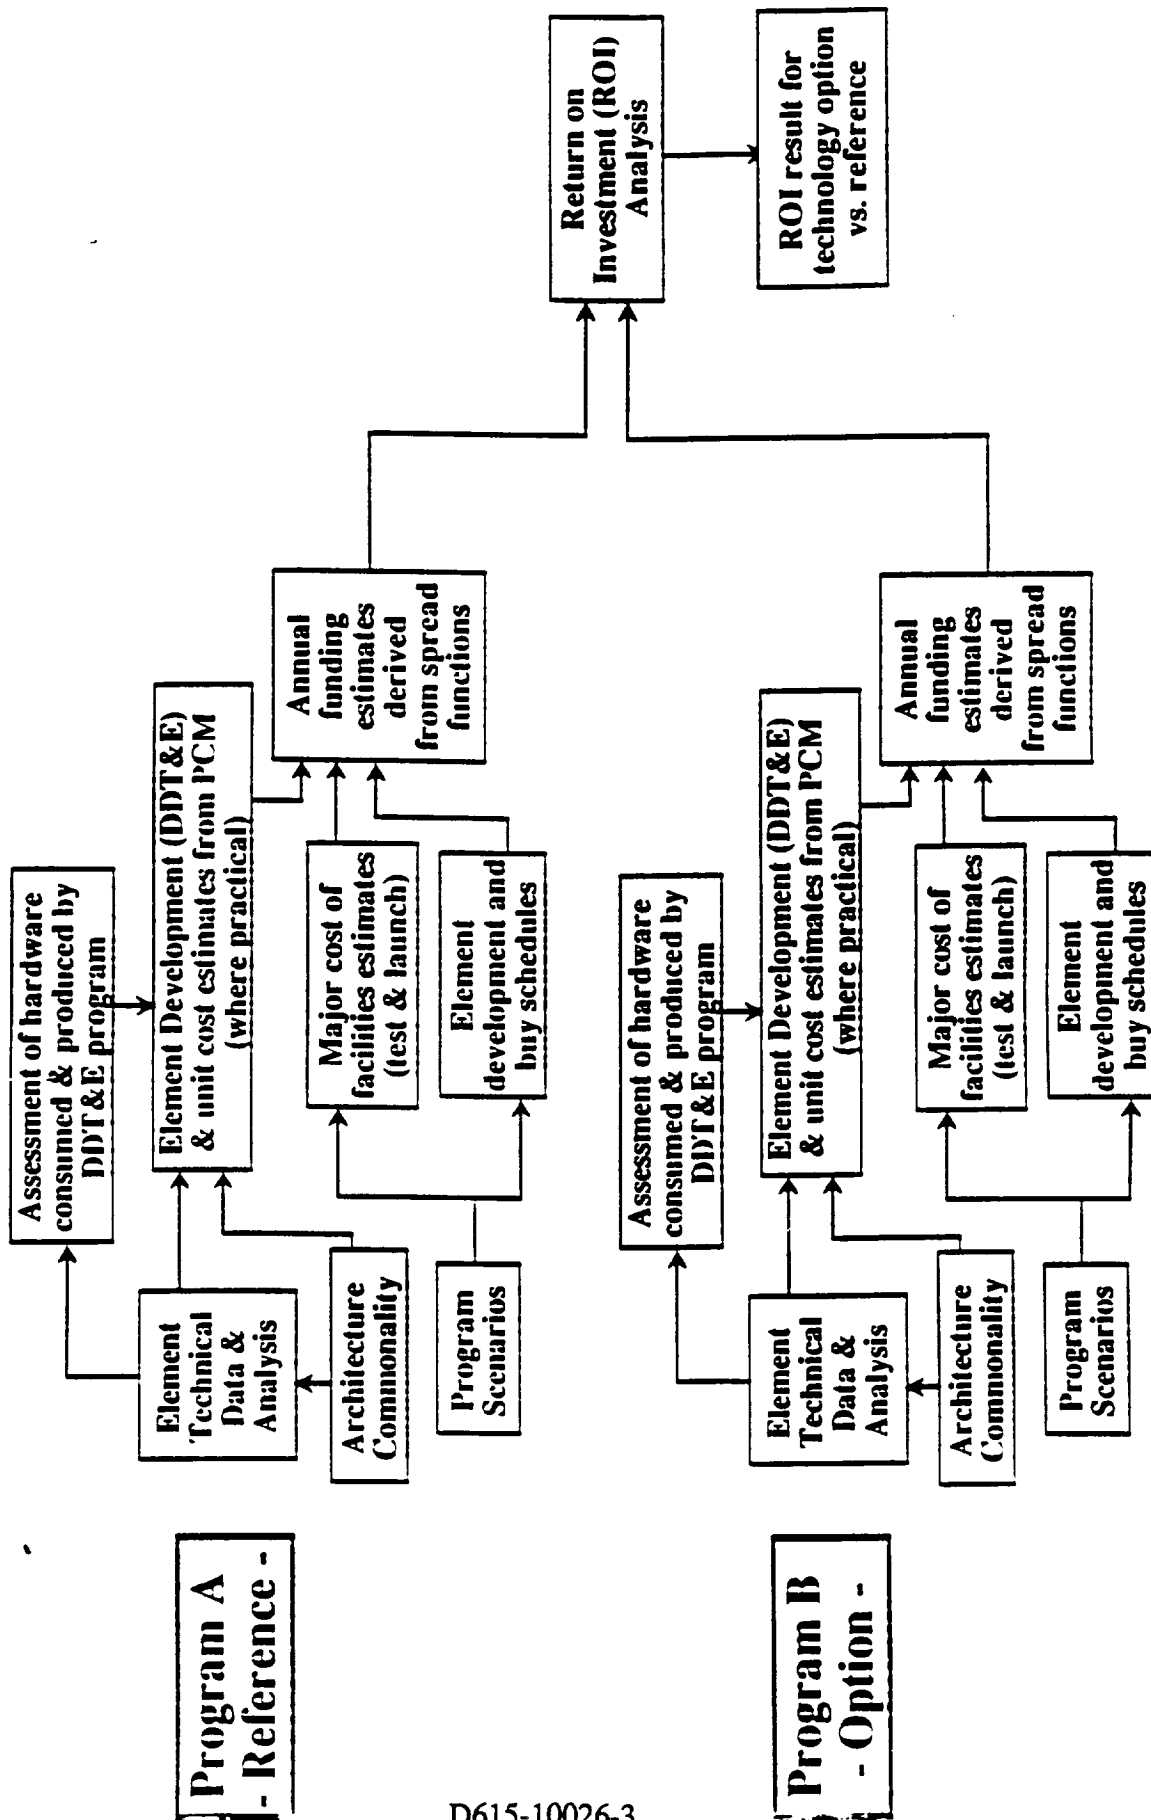 Program A
- Reference -
Assessment of hardware
consumed & produced by
DDT&E program
Element
Technical
Data &
Analysis
Element Development (DDT&E)
& unit cost estimates from PCM
(where practical)
Architecture
Commonality
Major cost of
facilities estimates
(test & launch)
Program
Scenarios
Element
development and
buy schedules
Annual
funding
estimates
derived
from spread
functions
Return on
Investment (ROI)
Analysis
ROI result for
technology option
vs. reference
Program B
- Option -
Assessment of hardware
consumed & produced by
DDT&E program
Element
Technical
Data &
Analysis
Element Development (DDT&E)
& unit cost estimates from PCM
(where practical)
Architecture
Commonality
Major cost of
facilities estimates
(test & launch)
Program
Scenarios
Element
development and
buy schedules
Annual
funding
estimates
derived
from spread
functions
D615-10026-3